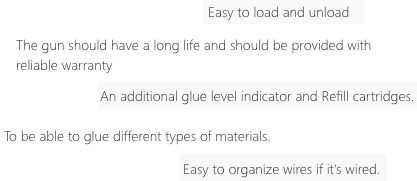 Easy to load and unload
The gun should have a long life and should be provided with
reliable warranty
An additional glue level indicator and Refill cartridges.
To be able to glue different types of materials.
Easy to organize wires if it's wired.